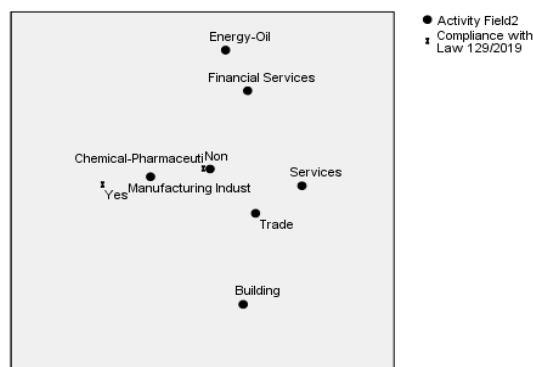 Energy-Oil
Activity Field2
Compliance with
Law 129/2019
Financial Services
Chemical-Pharmaceuti
Non
Services
Manufacturing Indust
Yes
Trade
Building